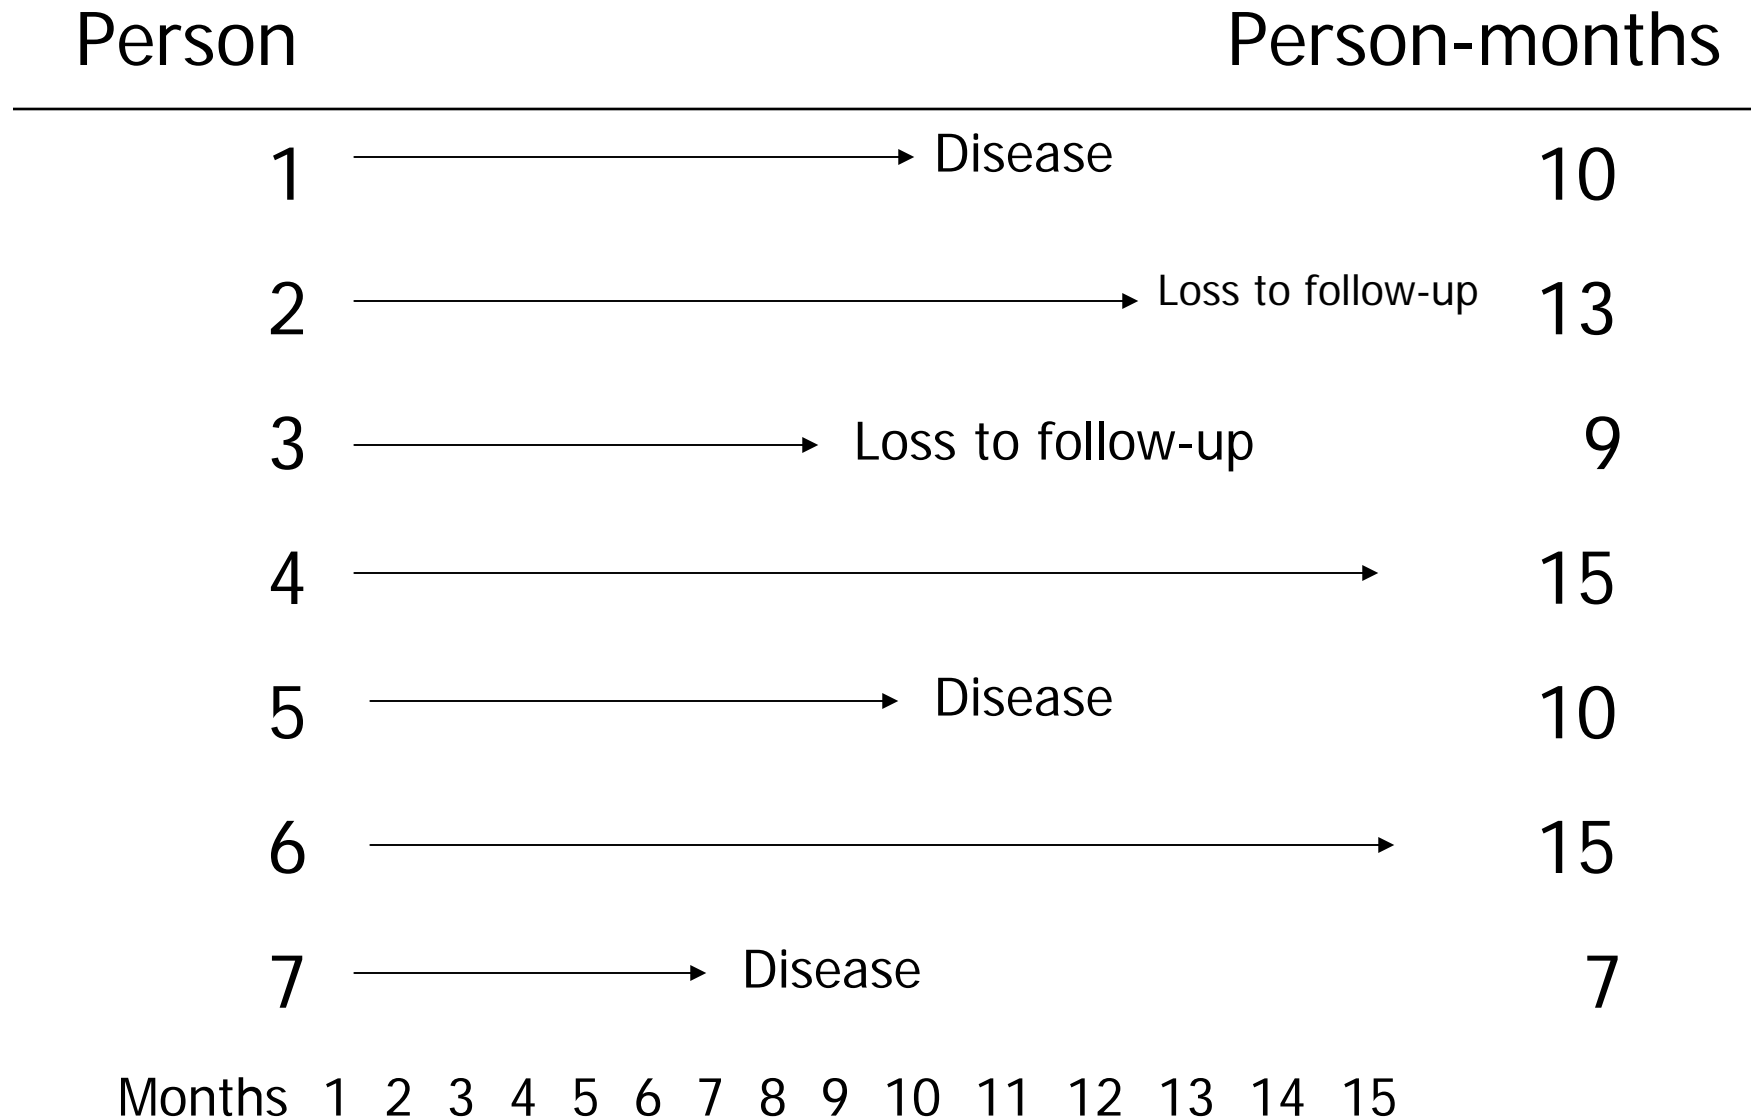 Person Person-months
1 Disease 10
2 Loss to follow-up 13
3 Loss to follow-up 9
4 15
5 Disease 10
6 15
7 Disease 7
Months 1 2 3 4 5 6 7 8 9 10 11 12 13 14 15